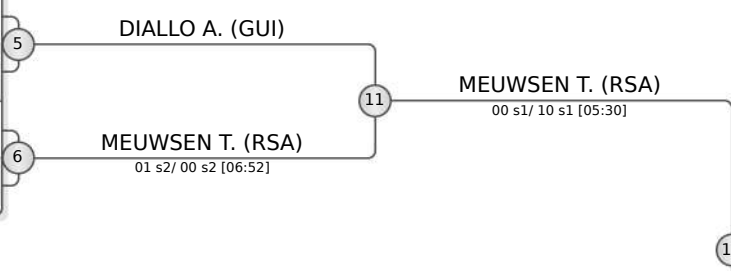 DIALLO A. (GUI)
5
MEUWSEN T. (RSA)
11
00 s1/ 10 s1 [05:30]
MEUWSEN T. (RSA)
6
01 s2/ 00 s2 [06:52]